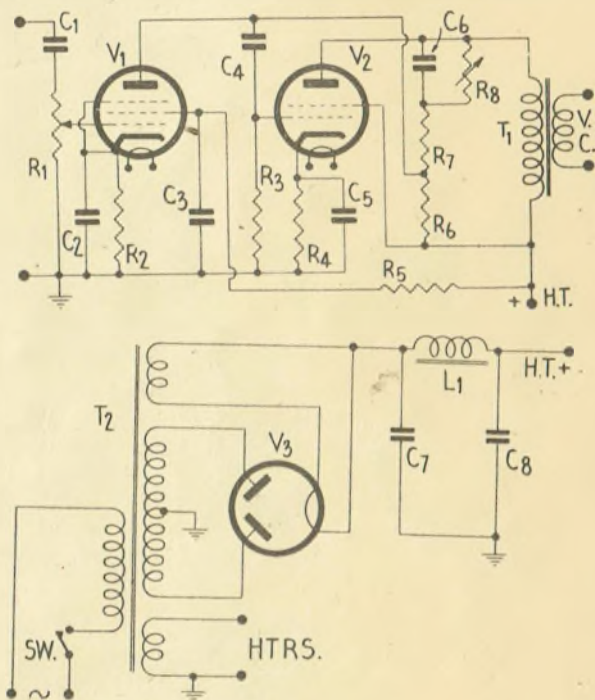 C1
V1
C4
V2
C6
R8
T1
V.
C.
R1
R7
C2
R2
C3
R3
R4
C5
R6
R5
+ H.T.
T2
V3
L1
H.T.+
C7
C8
SW.
HTRS.
~